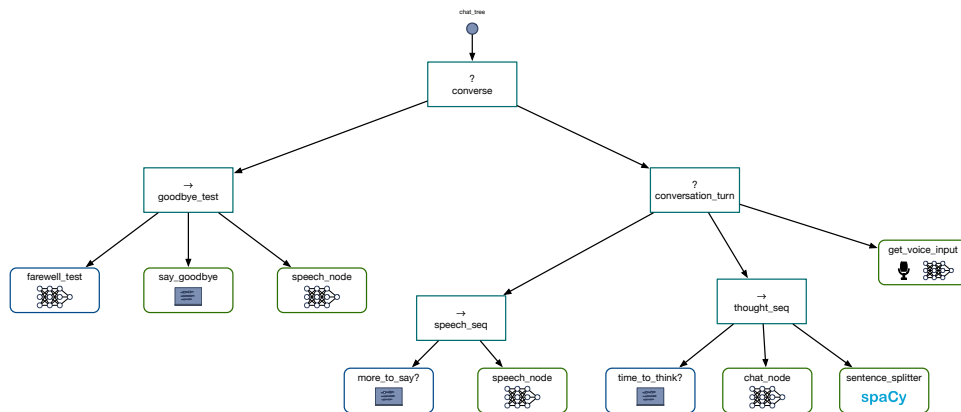 chat_tree
?
converse
→
goodbye_test
?
conversation_turn
farewell_test
say_goodbye
speech_node
get_voice_input
→
speech_seq
→
thought_seq
more_to_say?
speech_node
time_to_think?
chat_node
sentence_splitter
spaCy